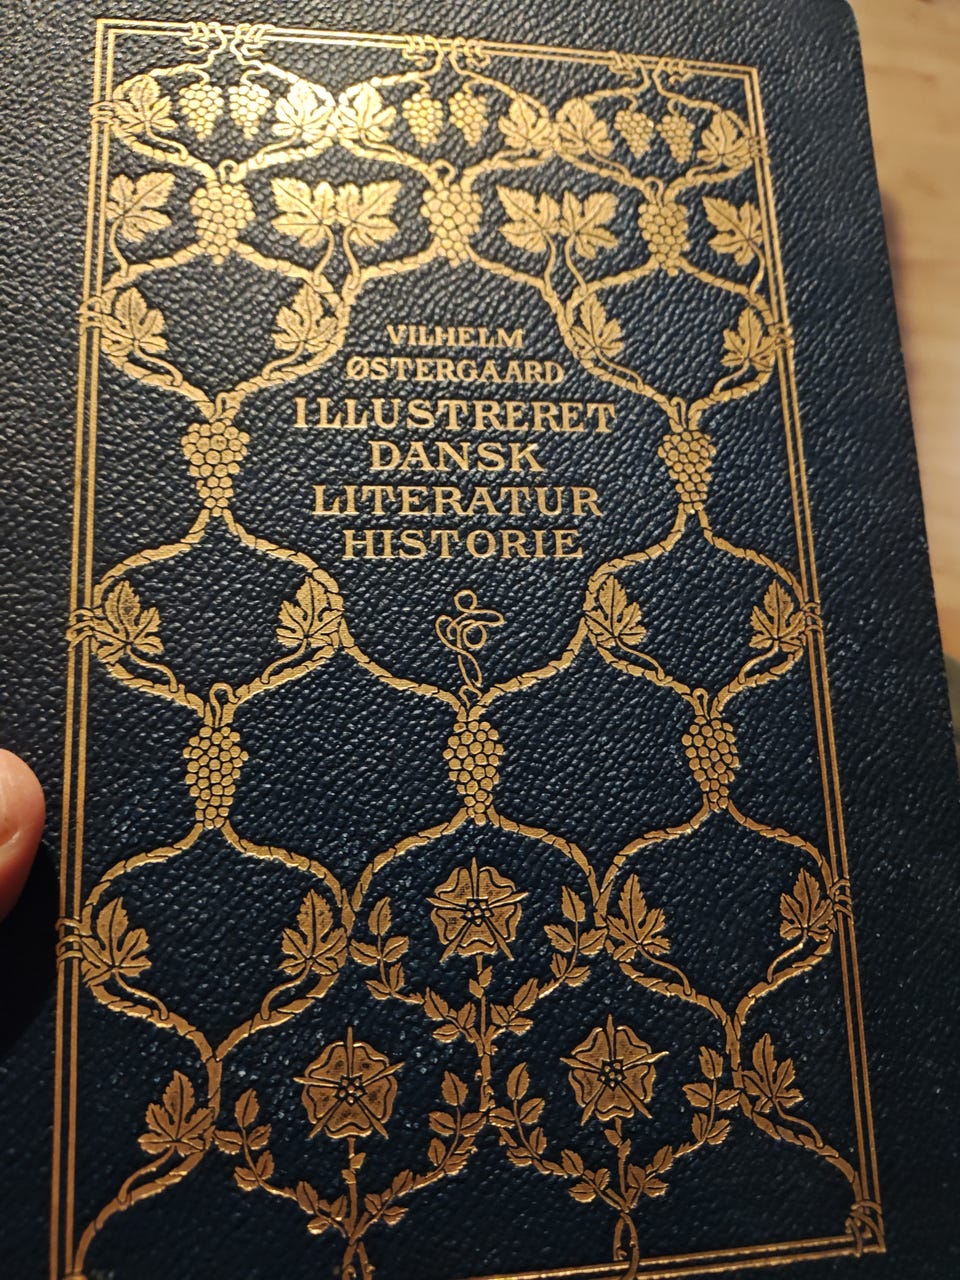 VILHELM
ØSTERGAARD
ILLUSTRERET
DANSK
LITERATUR
HISTORIE